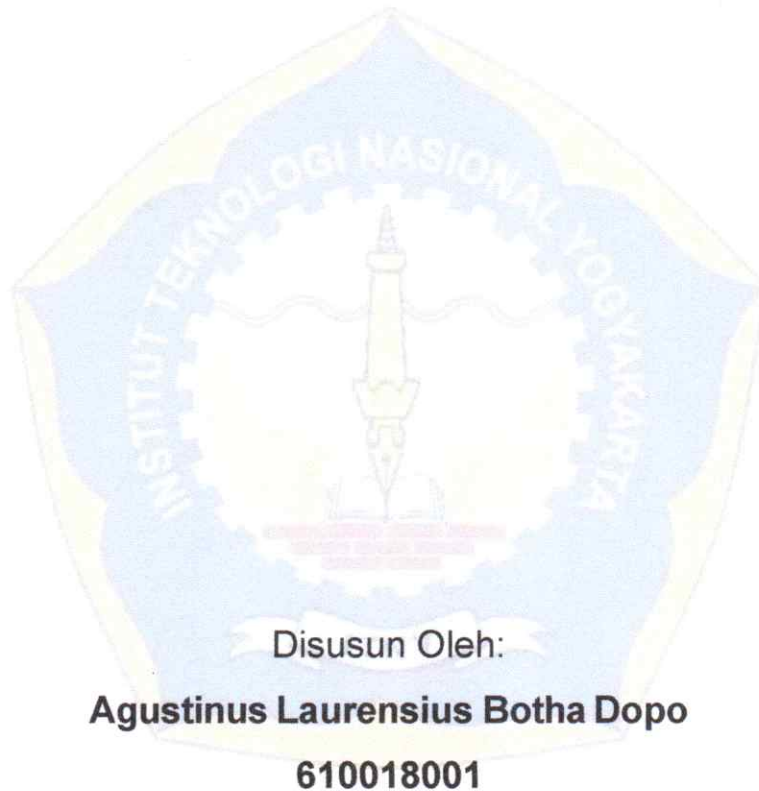 INSTITUT TEKNOLOGI NASIONAL YOGYAKARTA
Disusun Oleh:
Agustinus Laurensius Botha Dopo
610018001